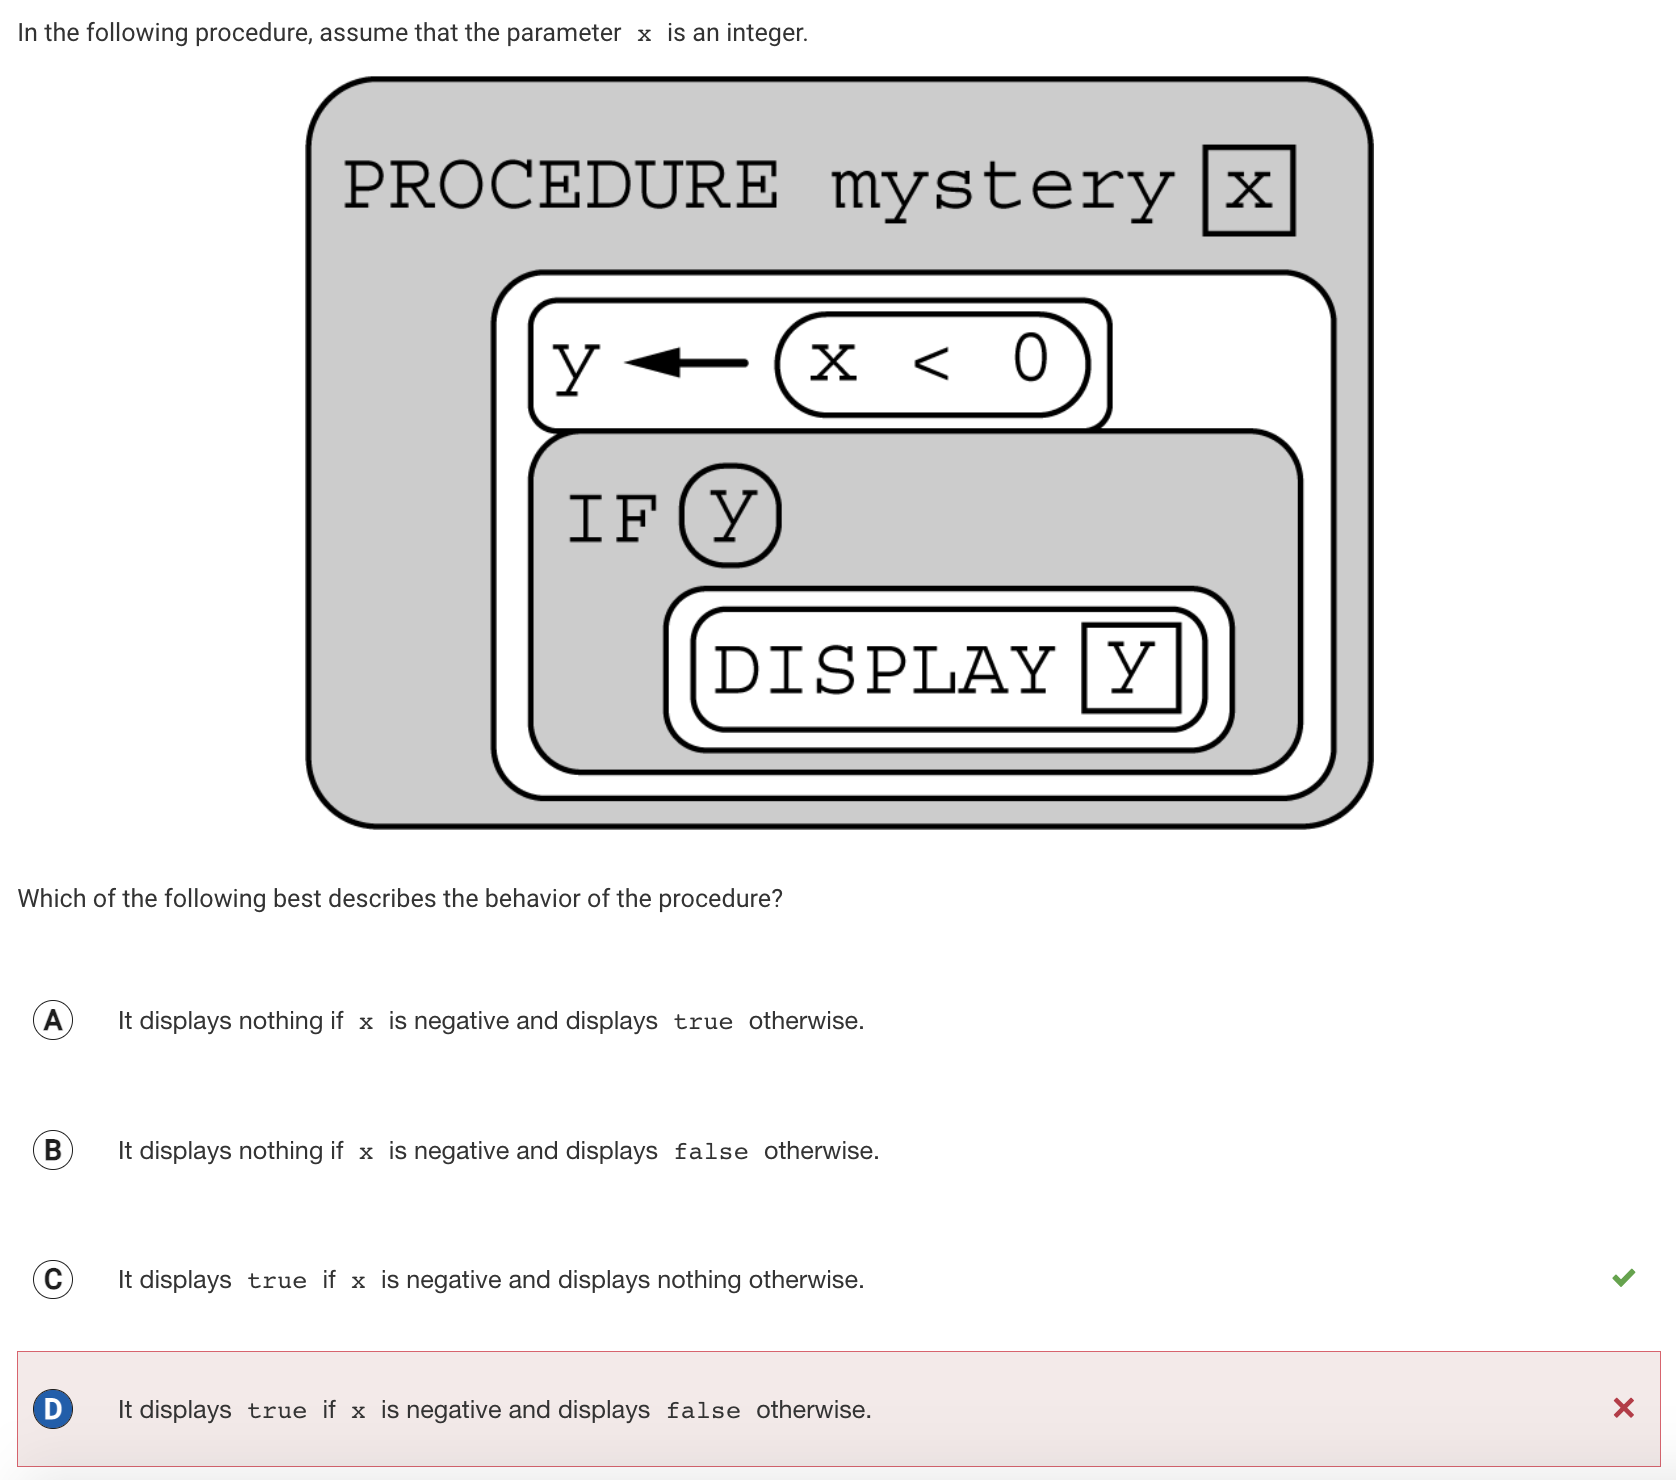 In the following procedure, assume that the parameter x is an integer.
PROCEDURE mystery x
y ← x < 0
IF y
DISPLAY y
Which of the following best describes the behavior of the procedure?
A It displays nothing if x is negative and displays true otherwise.
B It displays nothing if x is negative and displays false otherwise.
C It displays true if x is negative and displays nothing otherwise.
D It displays true if x is negative and displays false otherwise.